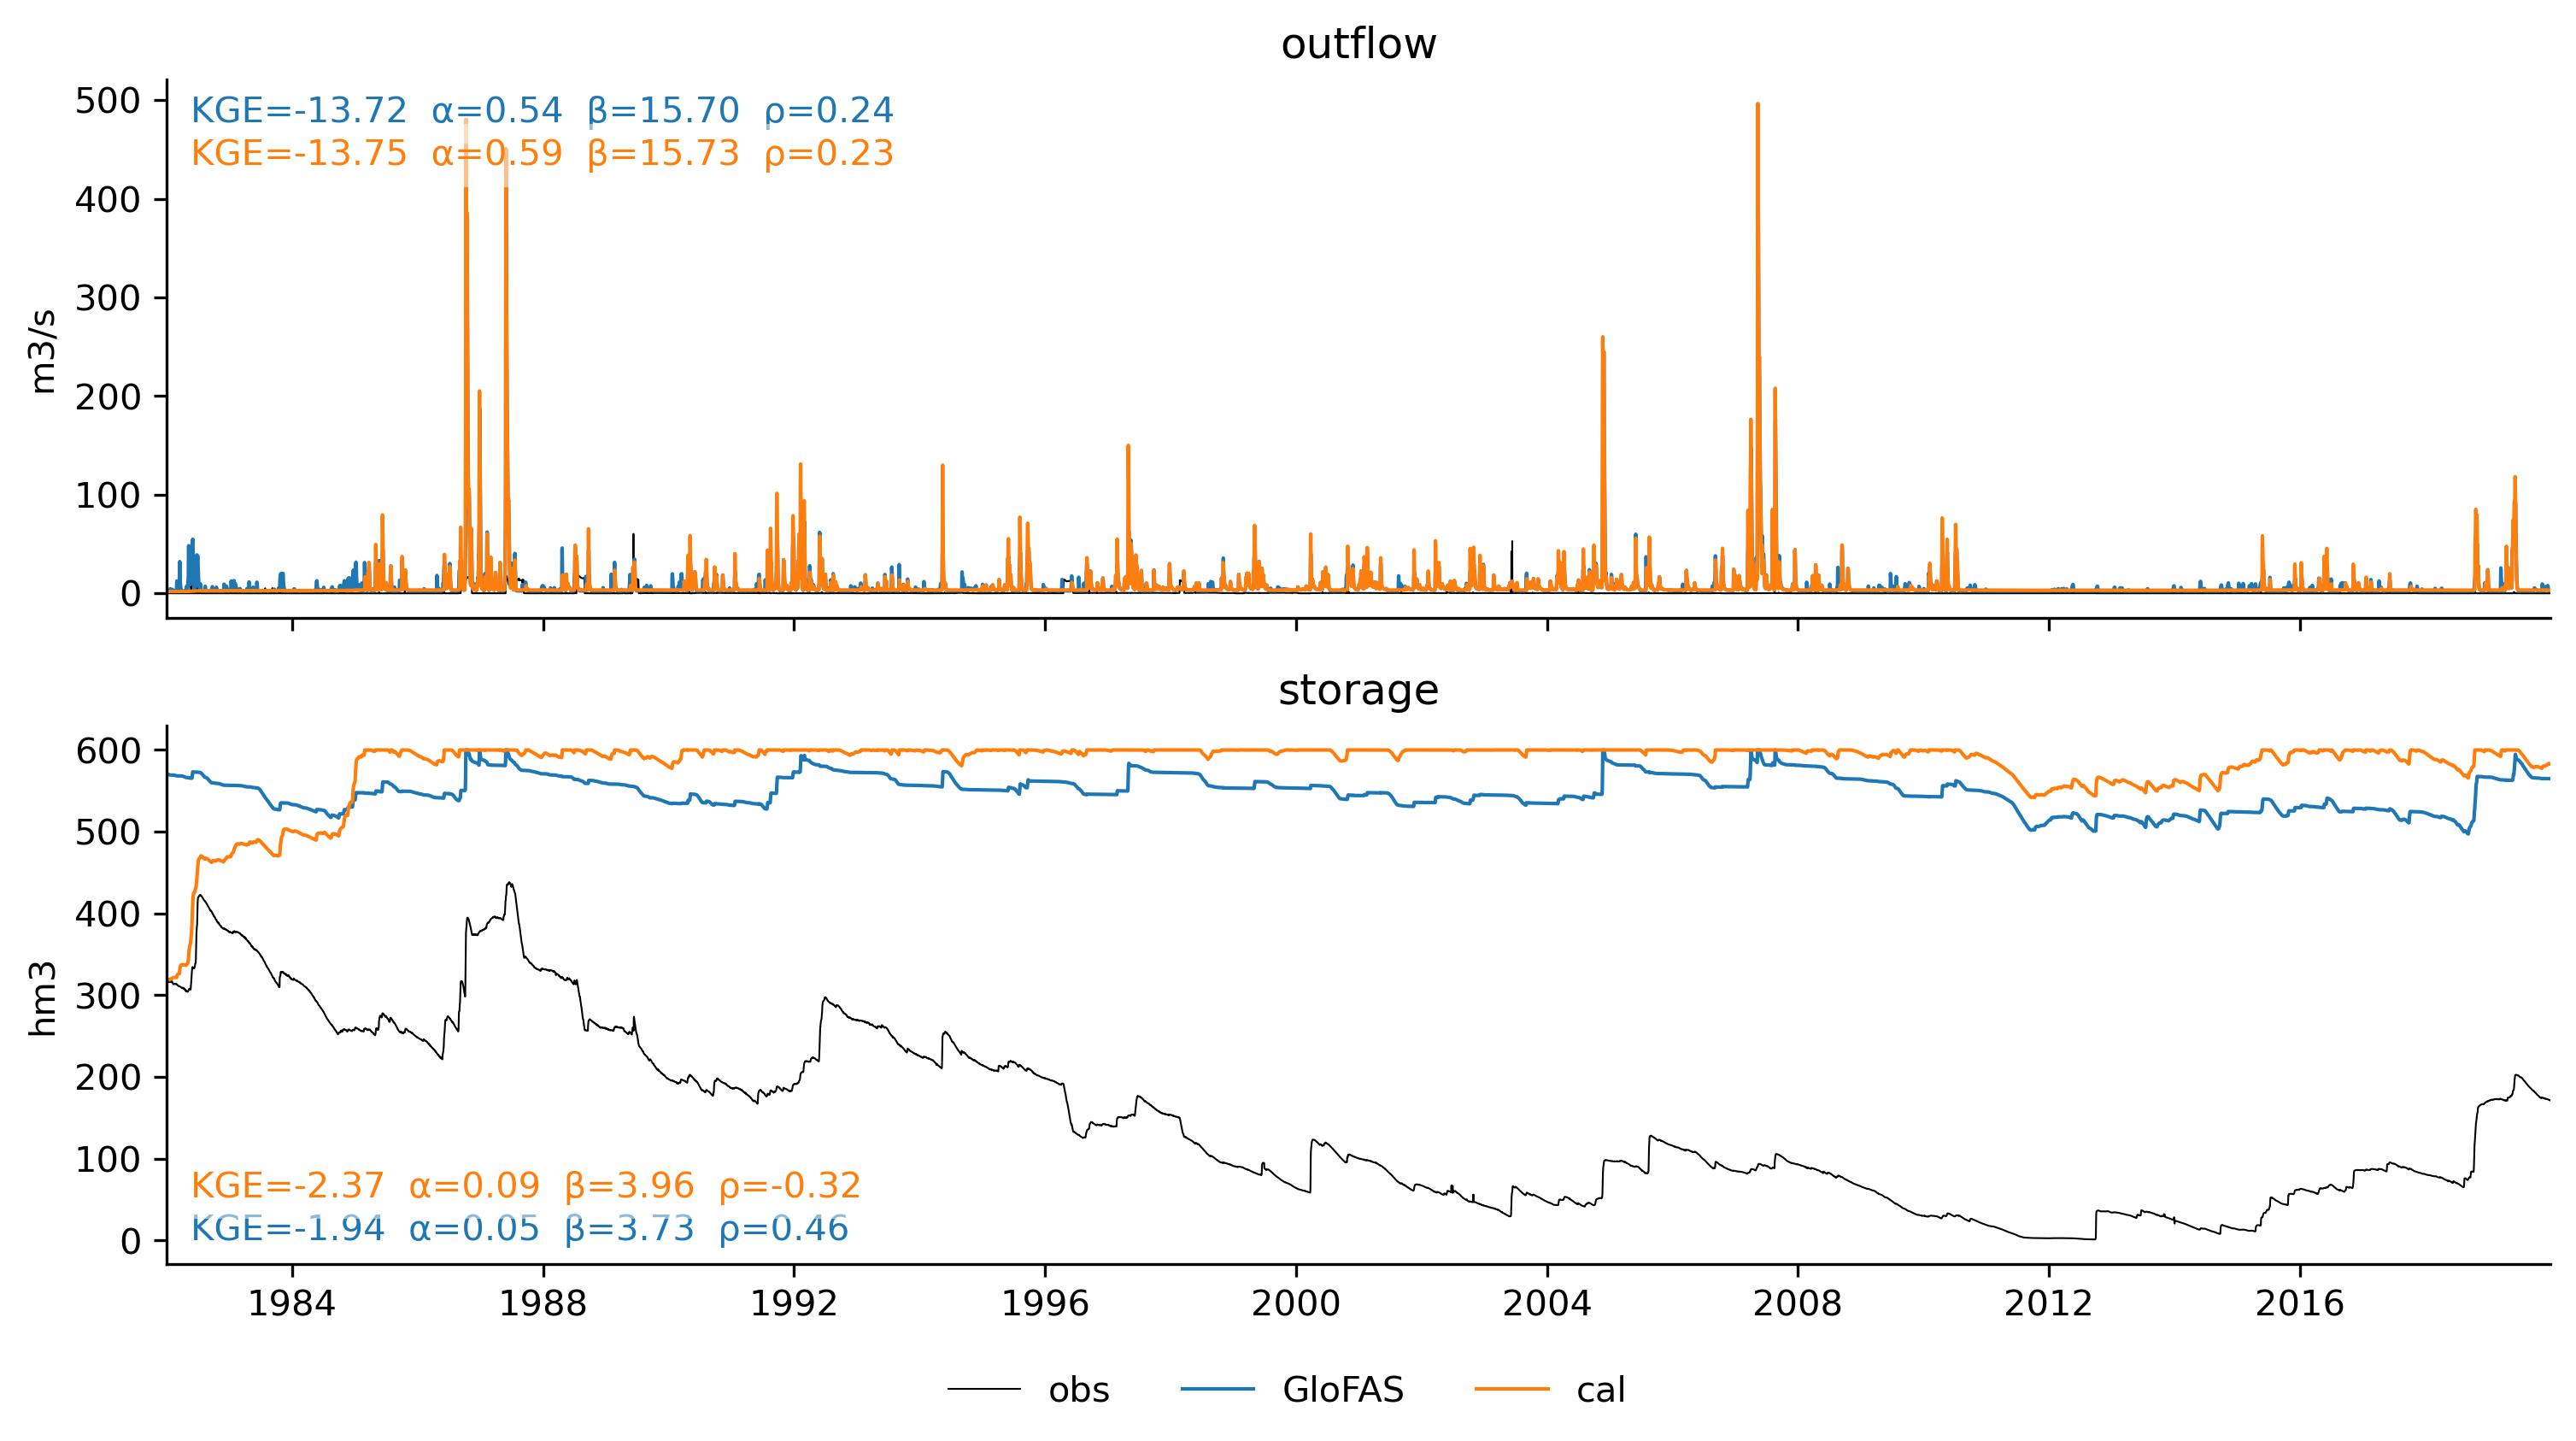 outflow
500
400
300
200
100
0
m3/s
KGE=-13.72 α=0.54 β=15.70 ρ=0.24
KGE=-13.75 α=0.59 β=15.73 ρ=0.23
storage
600
500
400
300
200
100
0
hm3
KGE=-2.37 α=0.09 β=3.96 ρ=-0.32
KGE=-1.94 α=0.05 β=3.73 ρ=0.46
1984 1988 1992 1996 2000 2004 2008 2012 2016
obs GloFAS cal